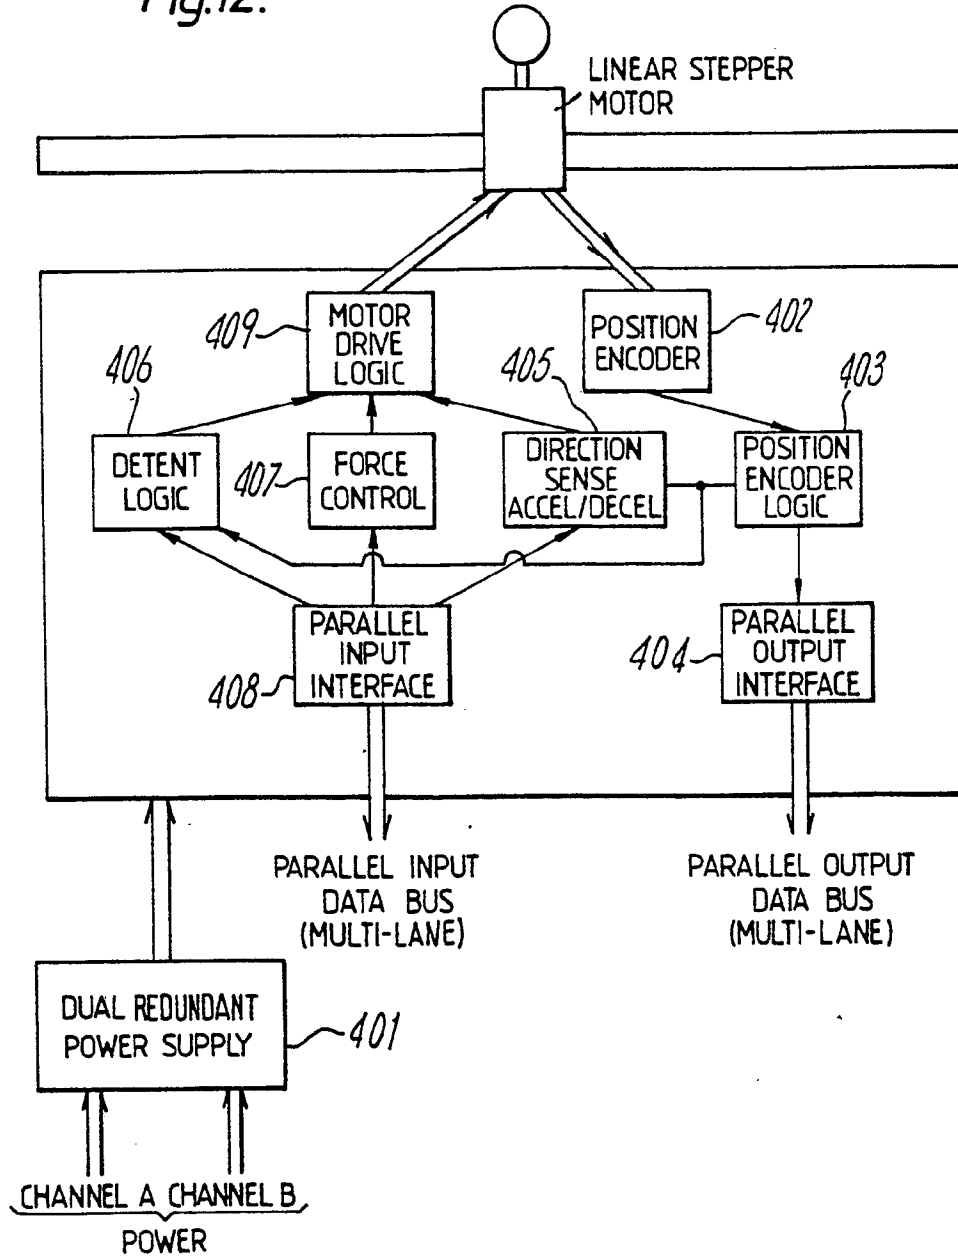 Fig.12.
LINEAR STEPPER
MOTOR
409
MOTOR
DRIVE
LOGIC
POSITION
ENCODER
402
406
405
403
DETENT
LOGIC
407
FORCE
CONTROL
DIRECTION
SENSE
ACCEL/DECEL
POSITION
ENCODER
LOGIC
PARALLEL
INPUT
INTERFACE
408
404
PARALLEL
OUTPUT
INTERFACE
PARALLEL INPUT
DATA BUS
(MULTI-LANE)
PARALLEL OUTPUT
DATA BUS
(MULTI-LANE)
DUAL REDUNDANT
POWER SUPPLY
401
CHANNEL A CHANNEL B
POWER